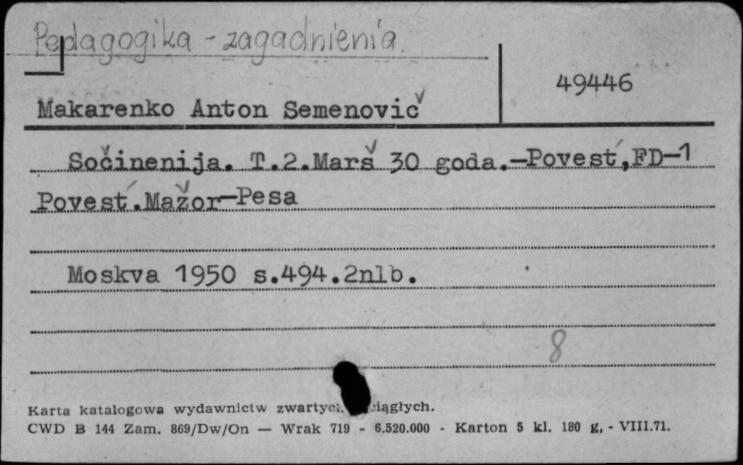 Pedagogika - zagadnienia.
49446
Makarenko Anton Semenovič
Sočinenija. T.2.Marš 30 goda.-Povest´,FD-1
Povest´.Mažor-Pesa
Moskva 1950 s.494.2nlb.
8
Karta katalogowa wydawnictw zwartych ciągłych.
CWD B 144 Zam. 869/Dw/On — Wrak 719 - 6.520.000 - Karton 5 kl. 180 g, - VIII.71.